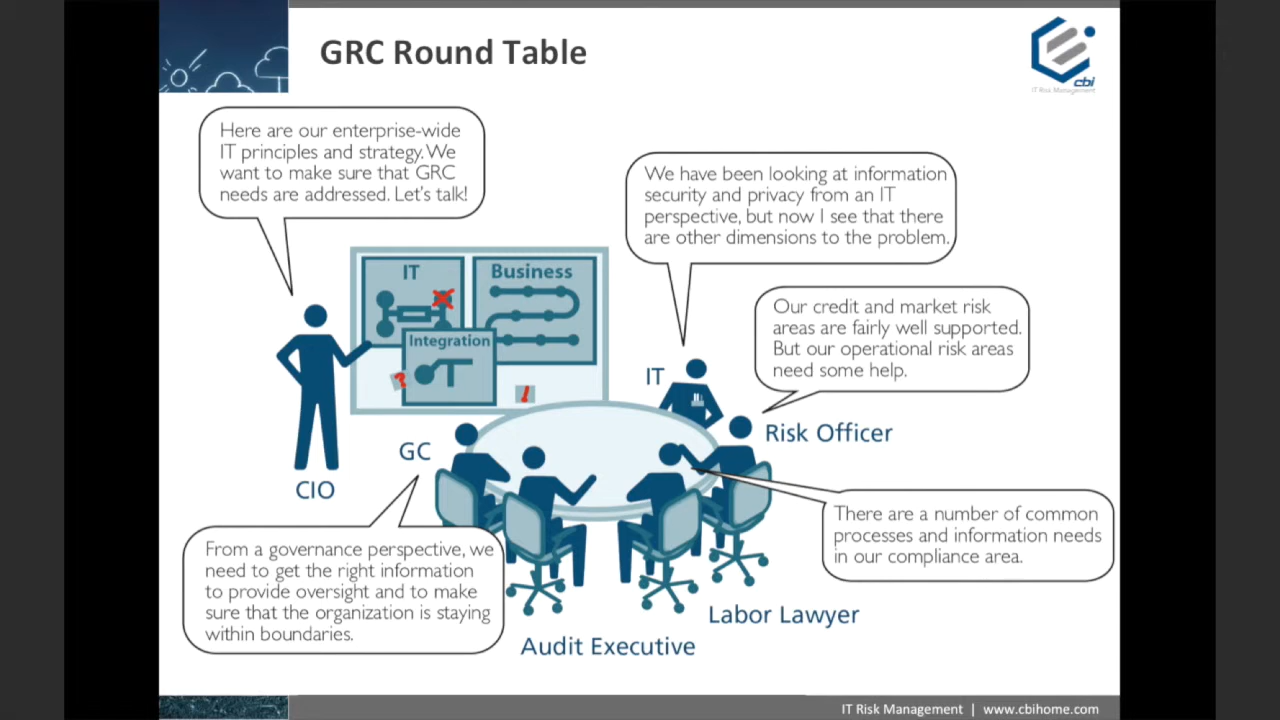 GRC Round Table
cbi
IT Risk Management
Here are our enterprise-wide
IT principles and strategy. We
want to make sure that GRC
needs are addressed. Let's talk!
We have been looking at information
security and privacy from an IT
perspective, but now I see that there
are other dimensions to the problem.
IT
Business
Integration
?
!
Our credit and market risk
areas are fairly well supported.
But our operational risk areas
need some help.
IT
Risk Officer
GC
CIO
There are a number of common
processes and information needs
in our compliance area.
From a governance perspective, we
need to get the right information
to provide oversight and to make
sure that the organization is staying
within boundaries.
Labor Lawyer
Audit Executive
IT Risk Management | www.cbihome.com